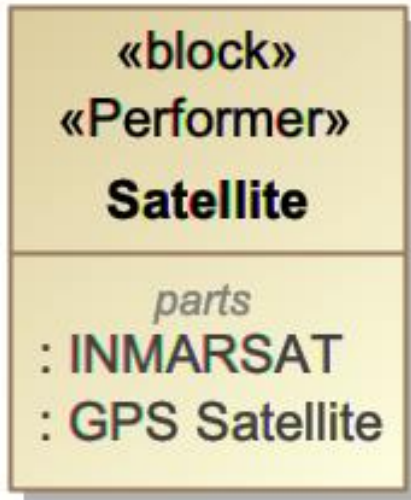 «block»
«Performer»
Satellite
parts
: INMARSAT
: GPS Satellite